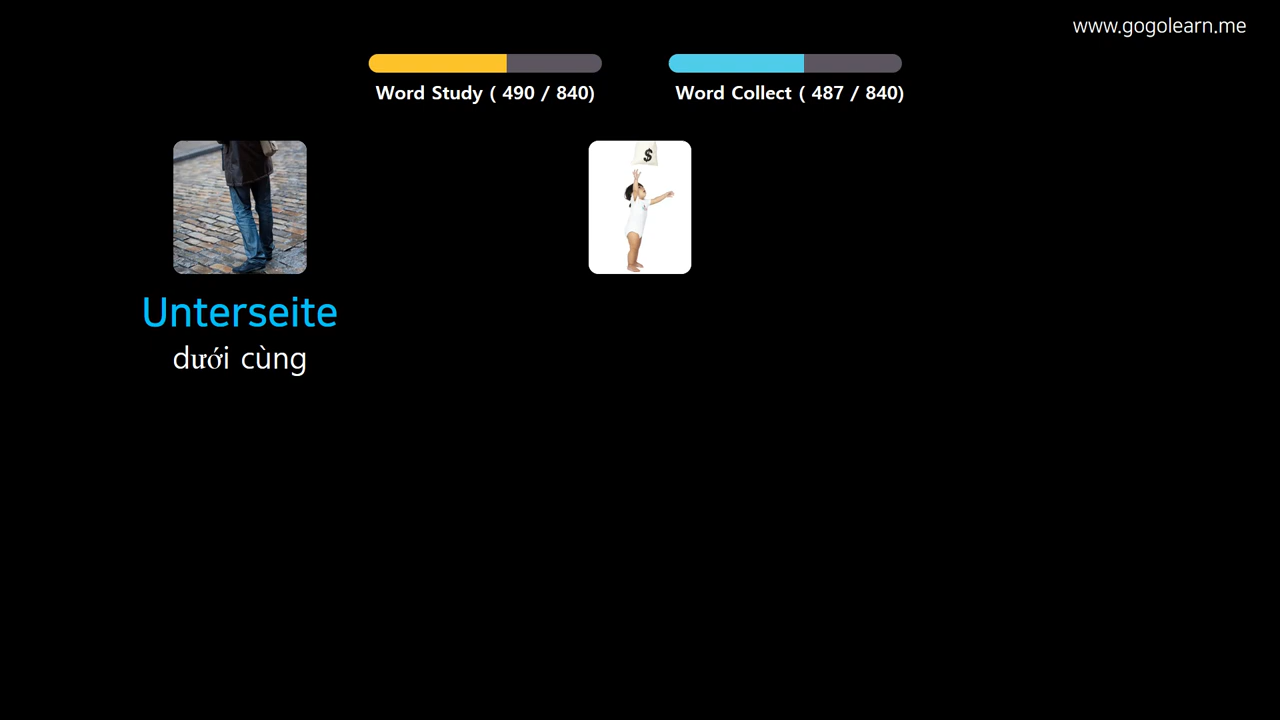 www.gogolearn.me
Word Study ( 490 / 840)
Word Collect ( 487 / 840)
$
Unterseite
dưới cùng